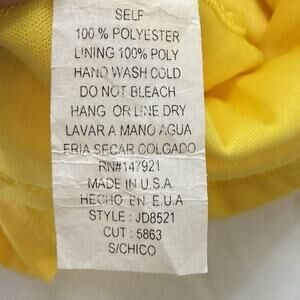 SELF
100 % POLYESTER
LINING 100% POLY
HAND WASH COLD
DO NOT BLEACH
HANG OR LINE DRY
LAVAR A MANO AGUA
FRIA SECAR COLGADO
RN#147921
MADE IN U.S.A
HECHO EN E.U.A
STYLE : JD8521
CUT : 5863
S/CHICO